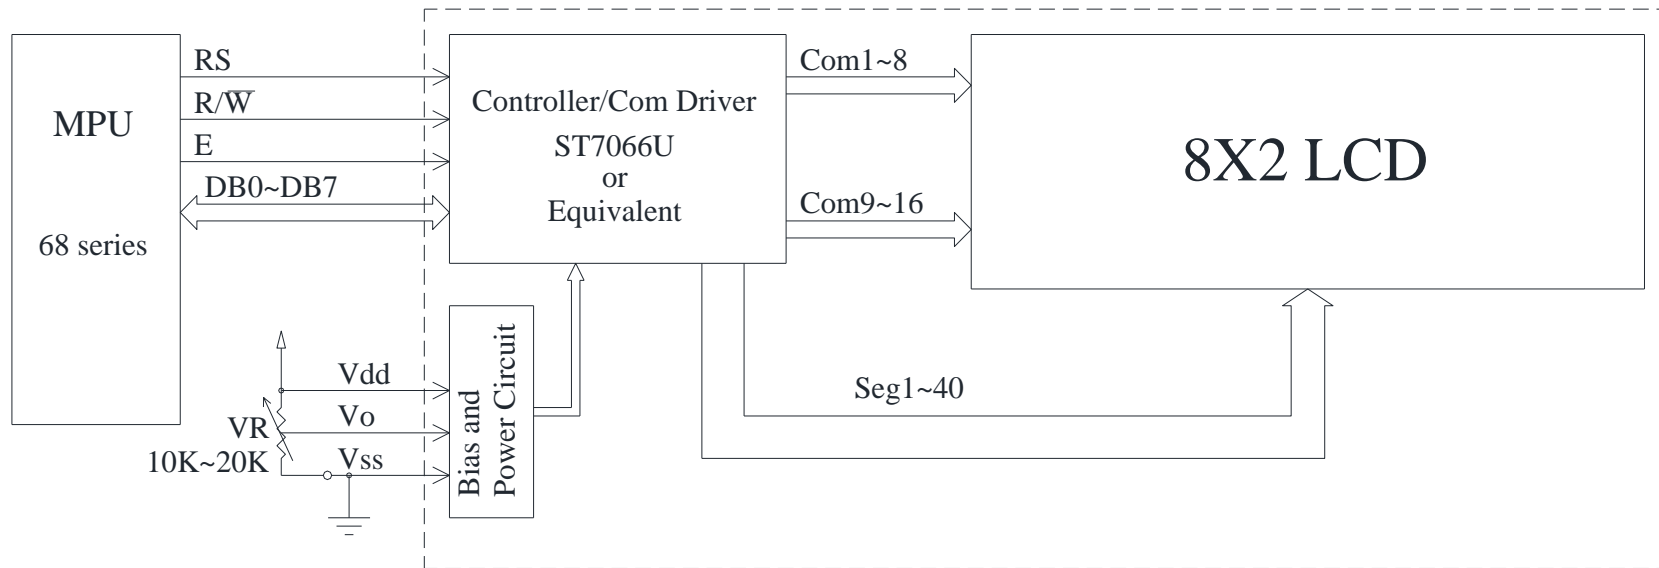 MPU
68 series
RS
R/W̅
E
DB0~DB7
Controller/Com Driver
ST7066U
or
Equivalent
Com1~8
Com9~16
8X2 LCD
Vdd
Vo
Vss
VR
10K~20K
Bias and
Power Circuit
Seg1~40